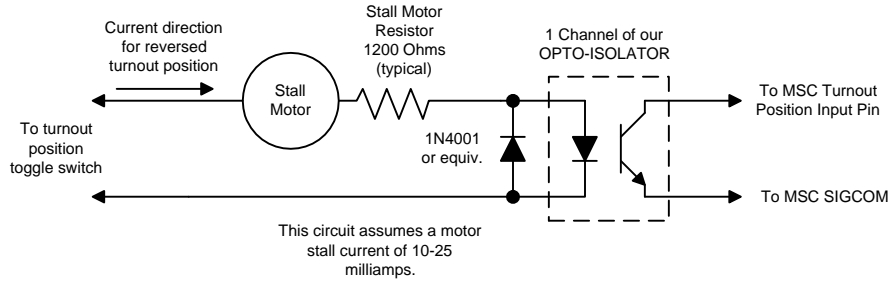 Current direction
for reversed
turnout position
Stall Motor
Resistor
1200 Ohms
(typical)
1 Channel of our
OPTO-ISOLATOR
Stall
Motor
To MSC Turnout
Position Input Pin
To turnout
position
toggle switch
1N4001
or equiv.
To MSC SIGCOM
This circuit assumes a motor
stall current of 10-25
milliamps.